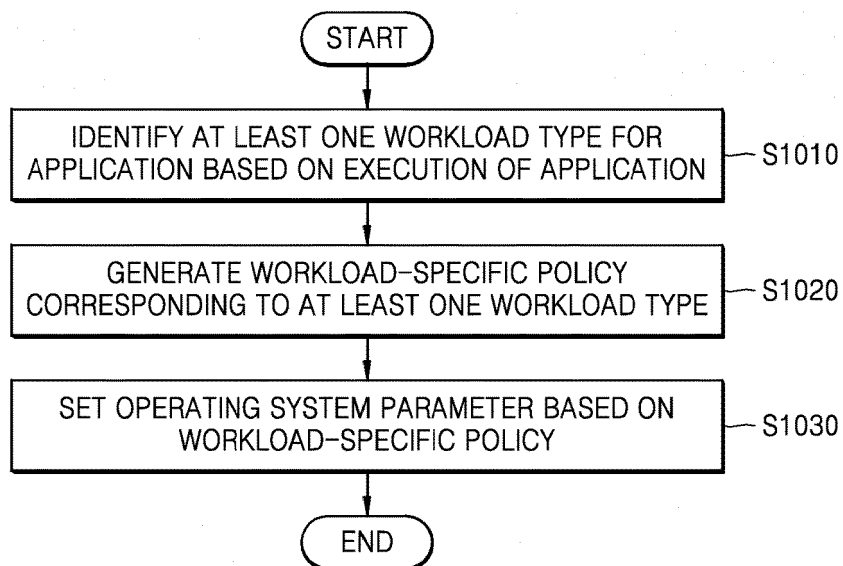 START
IDENTIFY AT LEAST ONE WORKLOAD TYPE FOR
APPLICATION BASED ON EXECUTION OF APPLICATION
S1010
GENERATE WORKLOAD-SPECIFIC POLICY
CORRESPONDING TO AT LEAST ONE WORKLOAD TYPE
S1020
SET OPERATING SYSTEM PARAMETER BASED ON
WORKLOAD-SPECIFIC POLICY
S1030
END